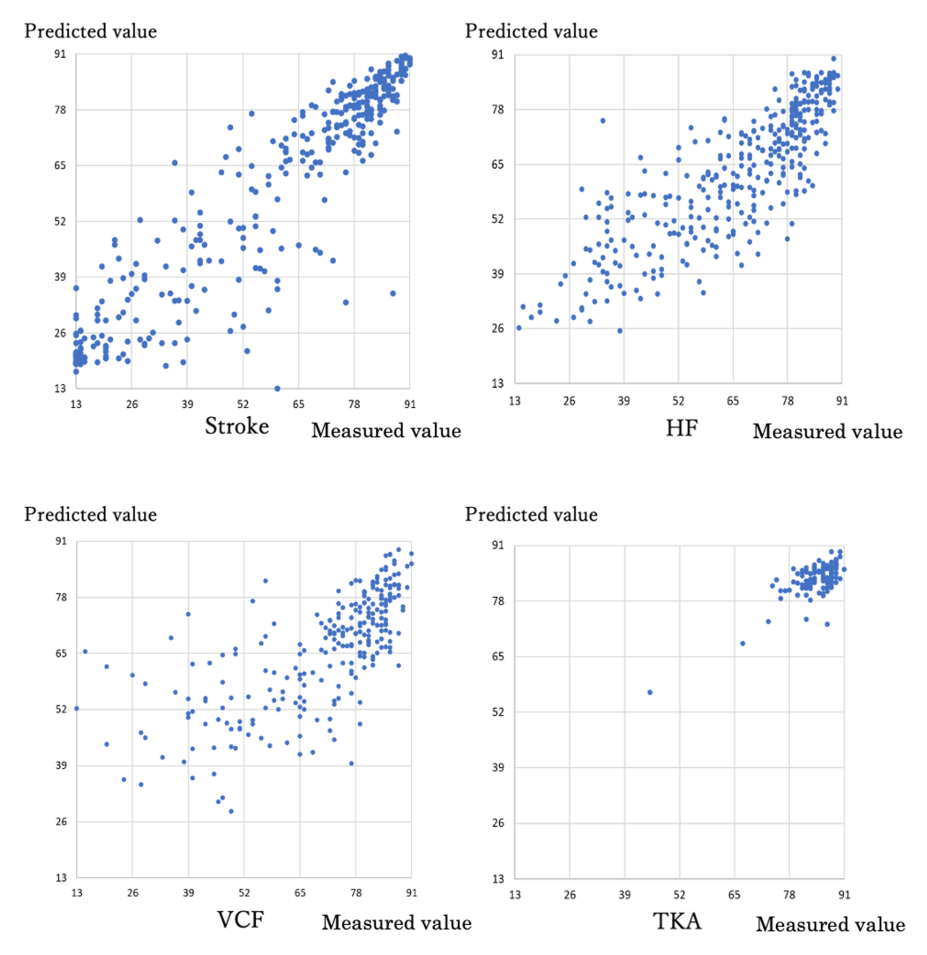 Predicted value
91
78
65
52
39
26
13
13 26 39 52 65 78 91
Stroke Measured value
Predicted value
91
78
65
52
39
26
13
13 26 39 52 65 78 91
HF Measured value
Predicted value
91
78
65
52
39
26
13
13 26 39 52 65 78 91
VCF Measured value
Predicted value
91
78
65
52
39
26
13
13 26 39 52 65 78 91
TKA Measured value